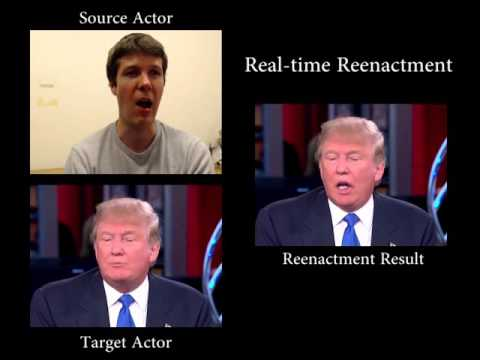 Source Actor
Real-time Reenactment
Target Actor
Reenactment Result